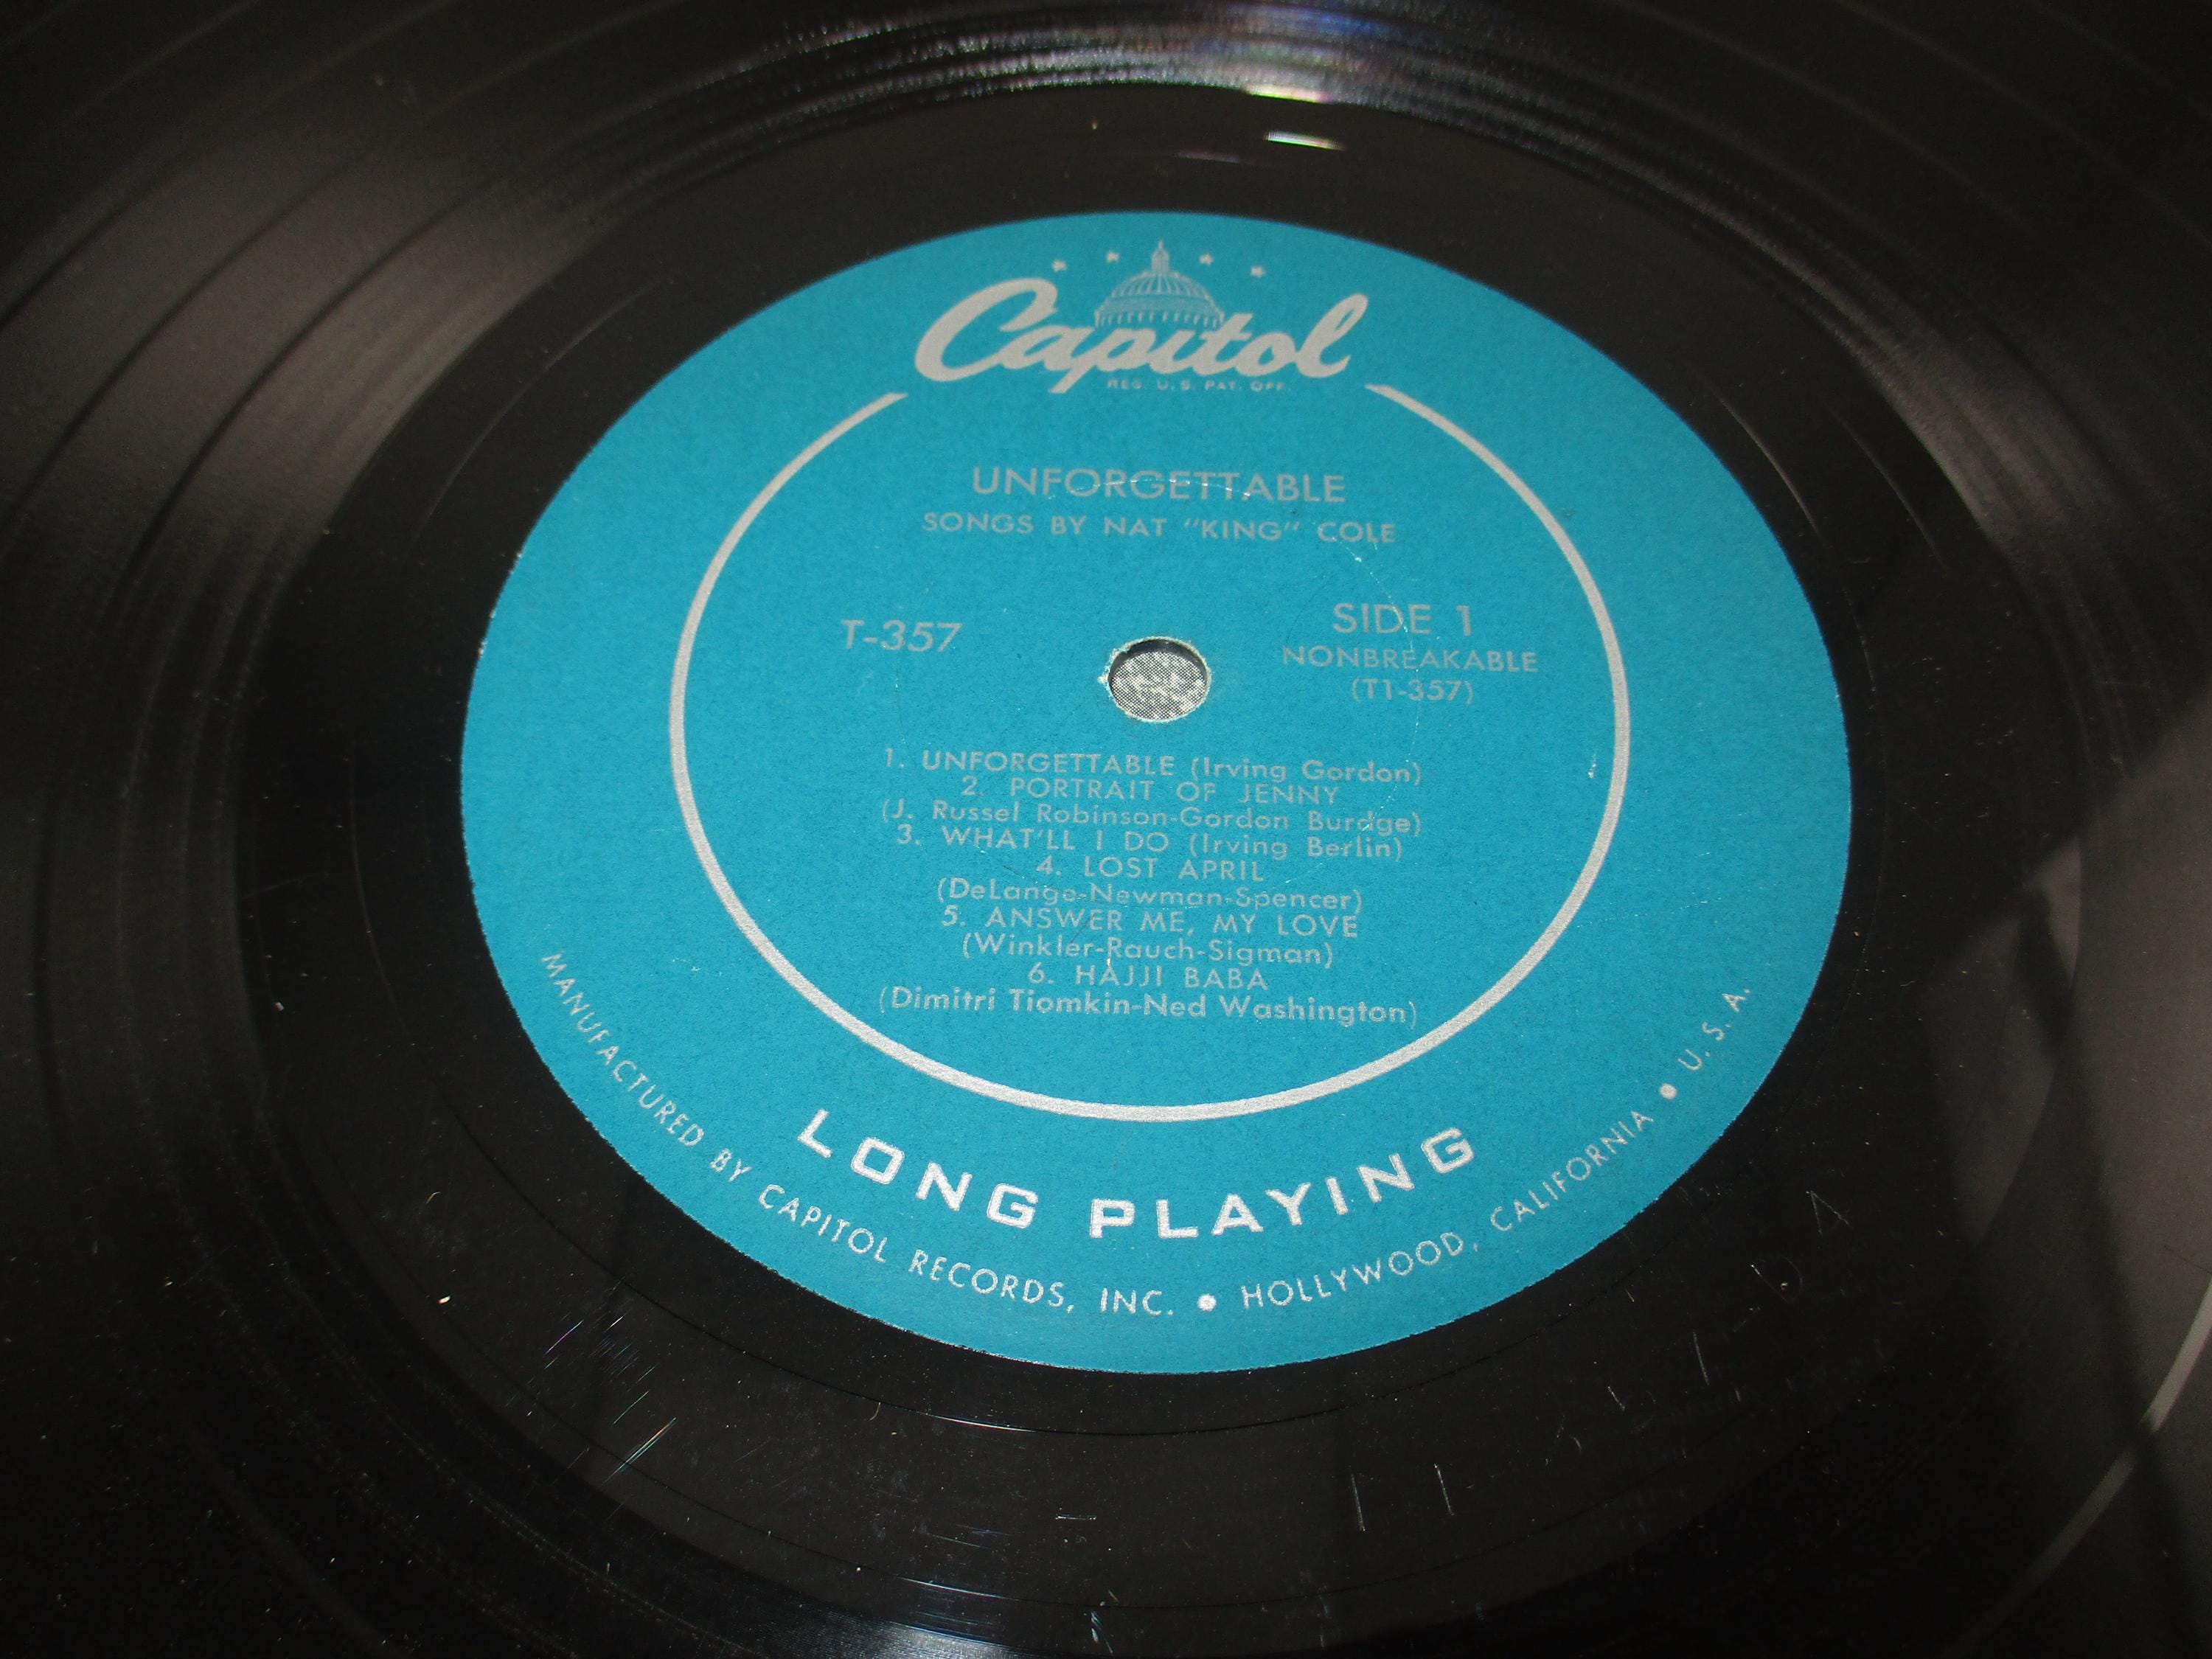 Capitol
REG. U.S. PAT. OFF.
UNFORGETTABLE
SONGS BY NAT "KING" COLE
T-357
SIDE 1
NONBREAKABLE
(T1-357)
1. UNFORGETTABLE (Irving Gordon)
2. PORTRAIT OF JENNY
(J. Russel Robinson-Gordon Burdge)
3. WHAT'LL I DO (Irving Berlin)
4. LOST APRIL
(DeLange-Newman-Spencer)
5. ANSWER ME, MY LOVE
(Winkler-Rauch-Sigman)
6. HAJJI BABA
(Dimitri Tiomkin-Ned Washington)
LONG PLAYING
MANUFACTURED BY CAPITOL RECORDS, INC. • HOLLYWOOD, CALIFORNIA • U. S. A.